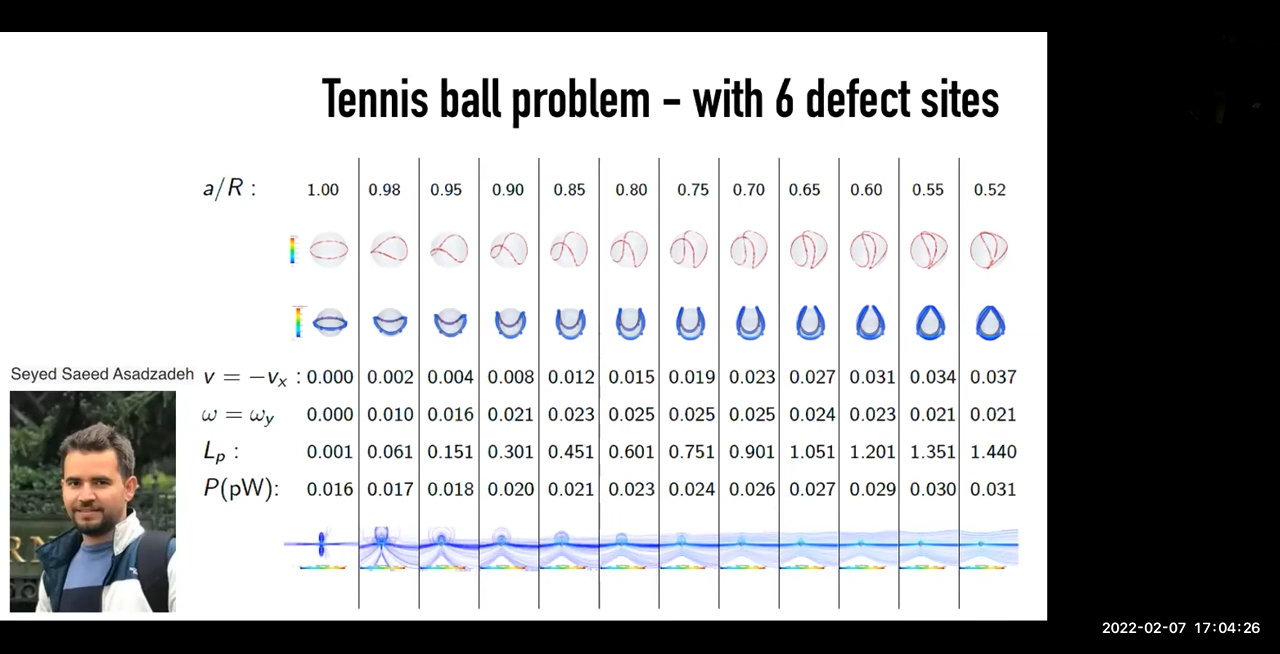 Tennis ball problem - with 6 defect sites
a/R : 1.00 0.98 0.95 0.90 0.85 0.80 0.75 0.70 0.65 0.60 0.55 0.52
Seyed Saeed Asadzadeh
v = −vₓ : 0.000 0.002 0.004 0.008 0.012 0.015 0.019 0.023 0.027 0.031 0.034 0.037
ω = ωy 0.000 0.010 0.016 0.021 0.023 0.025 0.025 0.025 0.024 0.023 0.021 0.021
Lp : 0.001 0.061 0.151 0.301 0.451 0.601 0.751 0.901 1.051 1.201 1.351 1.440
P(pW): 0.016 0.017 0.018 0.020 0.021 0.023 0.024 0.026 0.027 0.029 0.030 0.031
2022-02-07 17:04:26